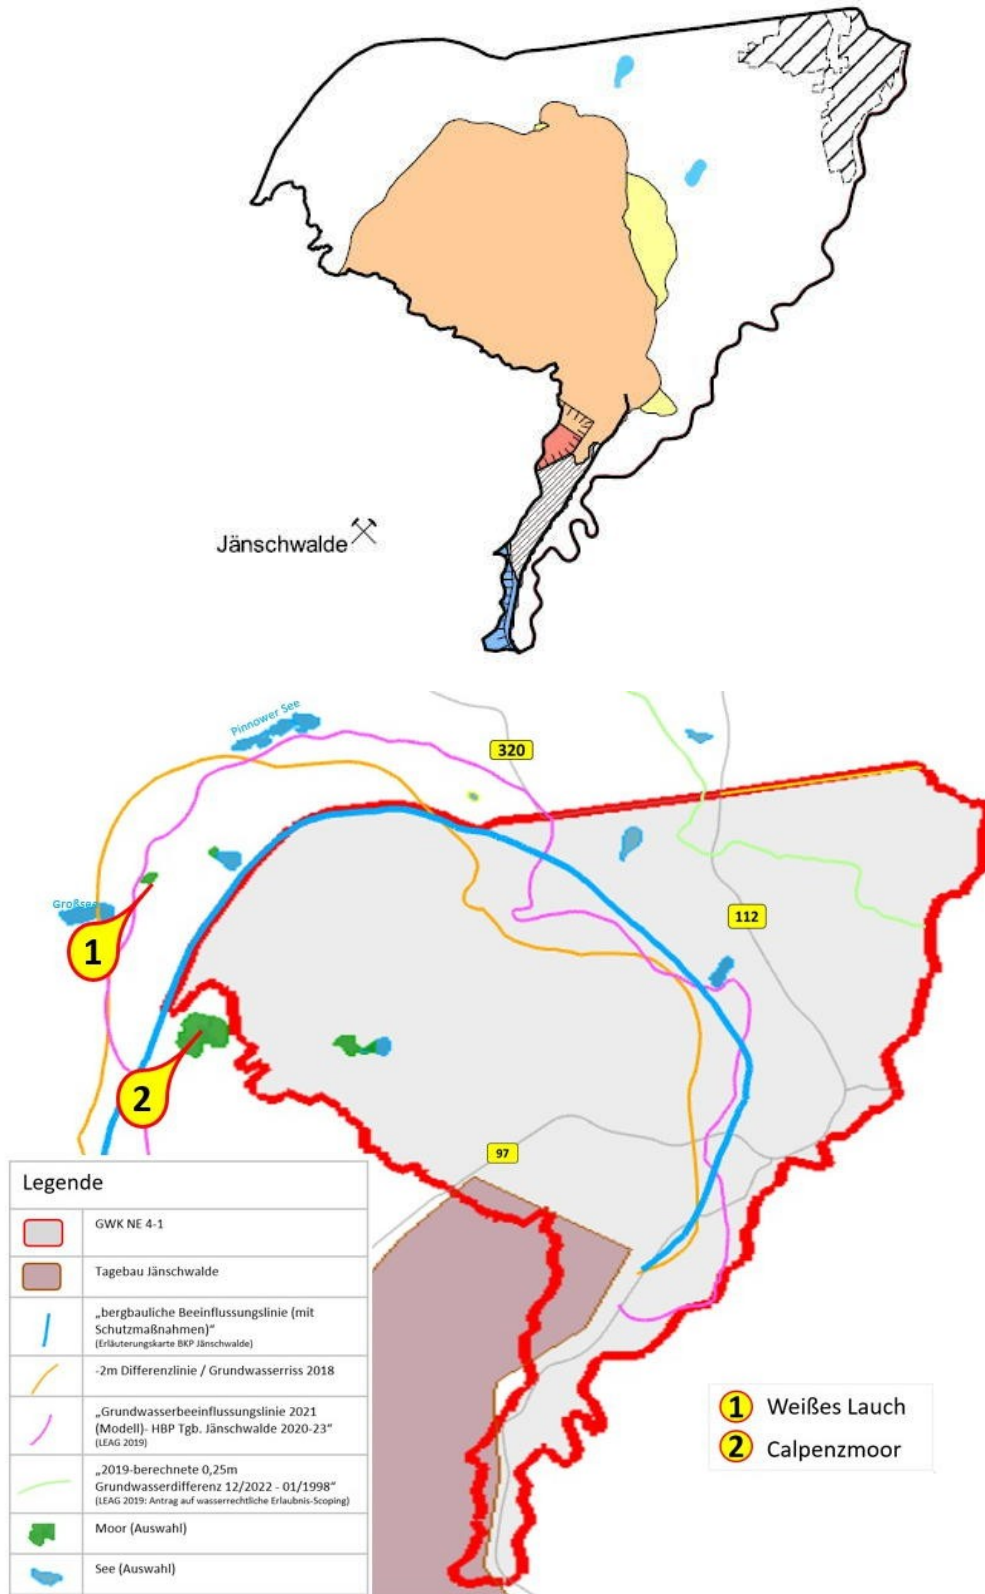 Jänschwalde
Pinnower See
320
Großsee
112
1
2
97
Legende
GWK NE 4-1
Tagebau Jänschwalde
„bergbauliche Beeinflussungslinie (mit
Schutzmaßnahmen)“
(Erläuterungskarte BKP Jänschwalde)
-2m Differenzlinie / Grundwasserriss 2018
„Grundwasserbeeinflussungslinie 2021
(Modell)- HBP Tgb. Jänschwalde 2020-23“
(LEAG 2019)
„2019-berechnete 0,25m
Grundwasserdifferenz 12/2022 - 01/1998“
(LEAG 2019: Antrag auf wasserrechtliche Erlaubnis-Scoping)
Moor (Auswahl)
See (Auswahl)
1 Weißes Lauch
2 Calpenzmoor